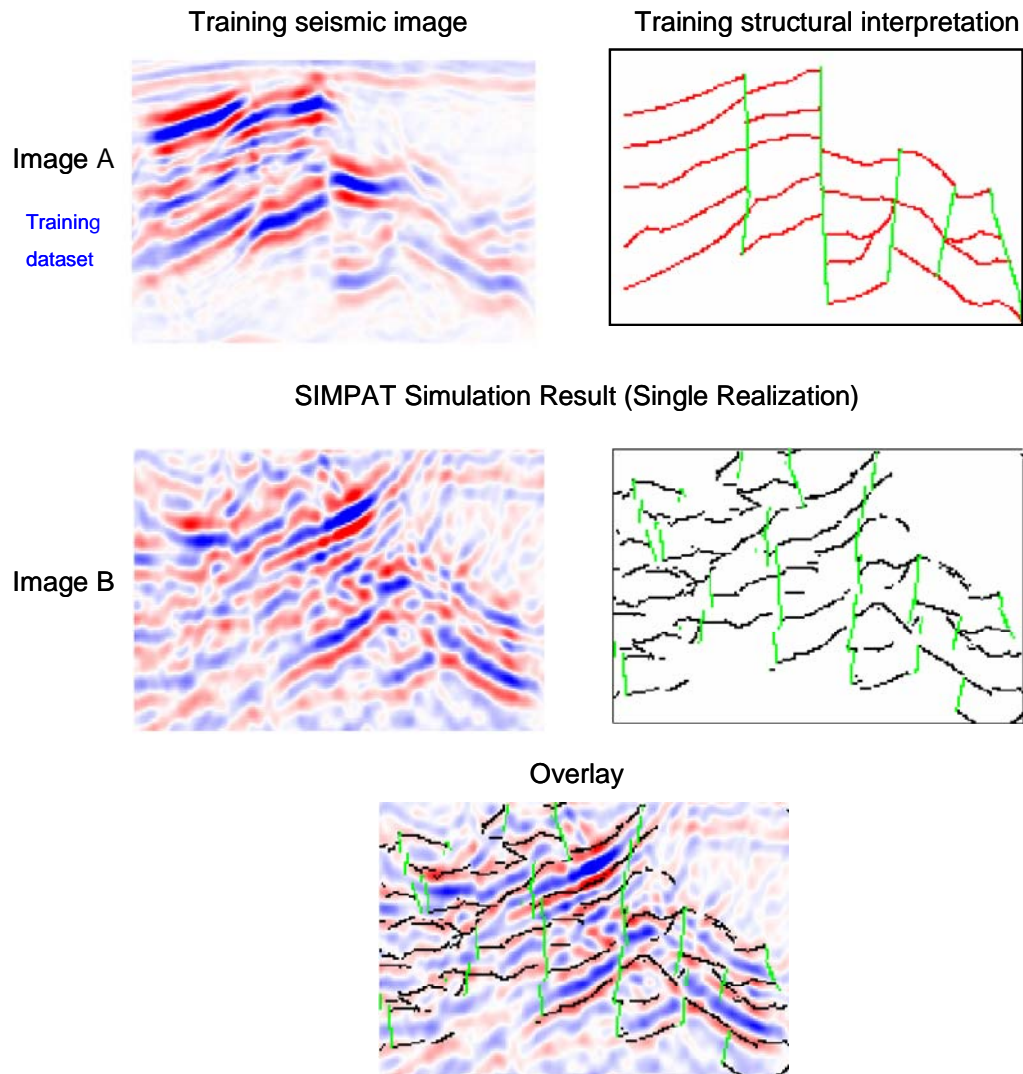 Training seismic image
Training structural interpretation
Image A
Training
dataset
SIMPAT Simulation Result (Single Realization)
Image B
Overlay